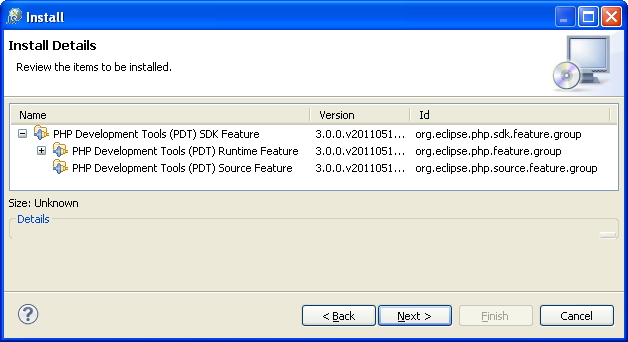 Install
Install Details
Review the items to be installed.
Name Version Id
PHP Development Tools (PDT) SDK Feature 3.0.0.v2011051... org.eclipse.php.sdk.feature.group
PHP Development Tools (PDT) Runtime Feature 3.0.0.v2011051... org.eclipse.php.feature.group
PHP Development Tools (PDT) Source Feature 3.0.0.v2011051... org.eclipse.php.source.feature.group
Size: Unknown
Details
? < Back Next > Finish Cancel